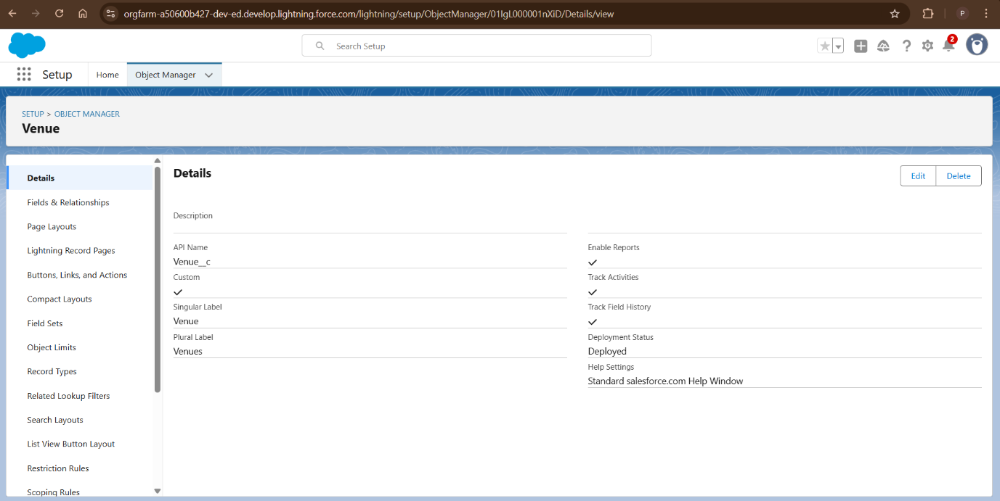 orgfarm-a50600b427-dev-ed.develop.lightning.force.com/lightning/setup/ObjectManager/01IgL000001nXiD/Details/view
P
Search Setup
2
Setup
Home
Object Manager
SETUP > OBJECT MANAGER
Venue
Details
Fields & Relationships
Page Layouts
Lightning Record Pages
Buttons, Links, and Actions
Compact Layouts
Field Sets
Object Limits
Record Types
Related Lookup Filters
Search Layouts
List View Button Layout
Restriction Rules
Scoping Rules
Details
Edit
Delete
Description
API Name
Venue__c
Custom
Singular Label
Venue
Plural Label
Venues
Enable Reports
Track Activities
Track Field History
Deployment Status
Deployed
Help Settings
Standard salesforce.com Help Window